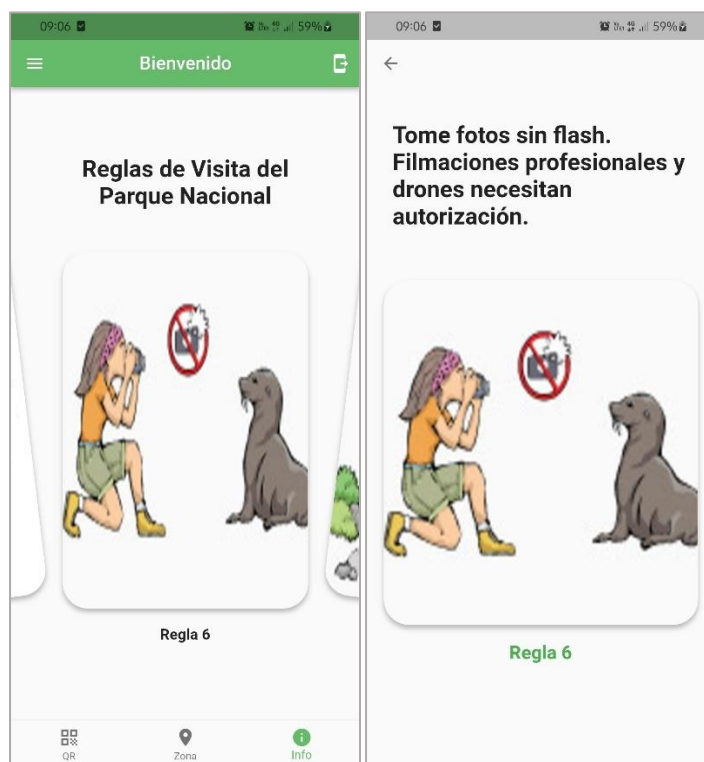 09:06
59%
Bienvenido
Reglas de Visita del
Parque Nacional
Regla 6
QR
Zona
Info
09:06
59%
Tome fotos sin flash.
Filmaciones profesionales y
drones necesitan
autorización.
Regla 6